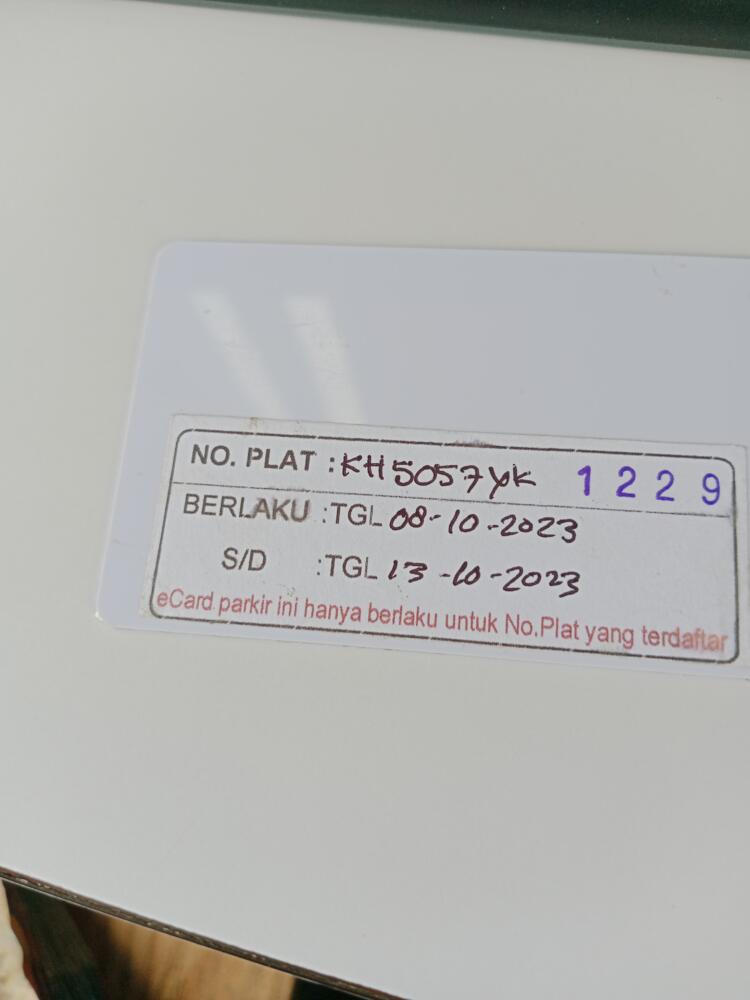 NO. PLAT : KH5057YK 1229
BERLAKU :TGL 08-10-2023
S/D :TGL 13-10-2023
eCard parkir ini hanya berlaku untuk No.Plat yang terdaftar